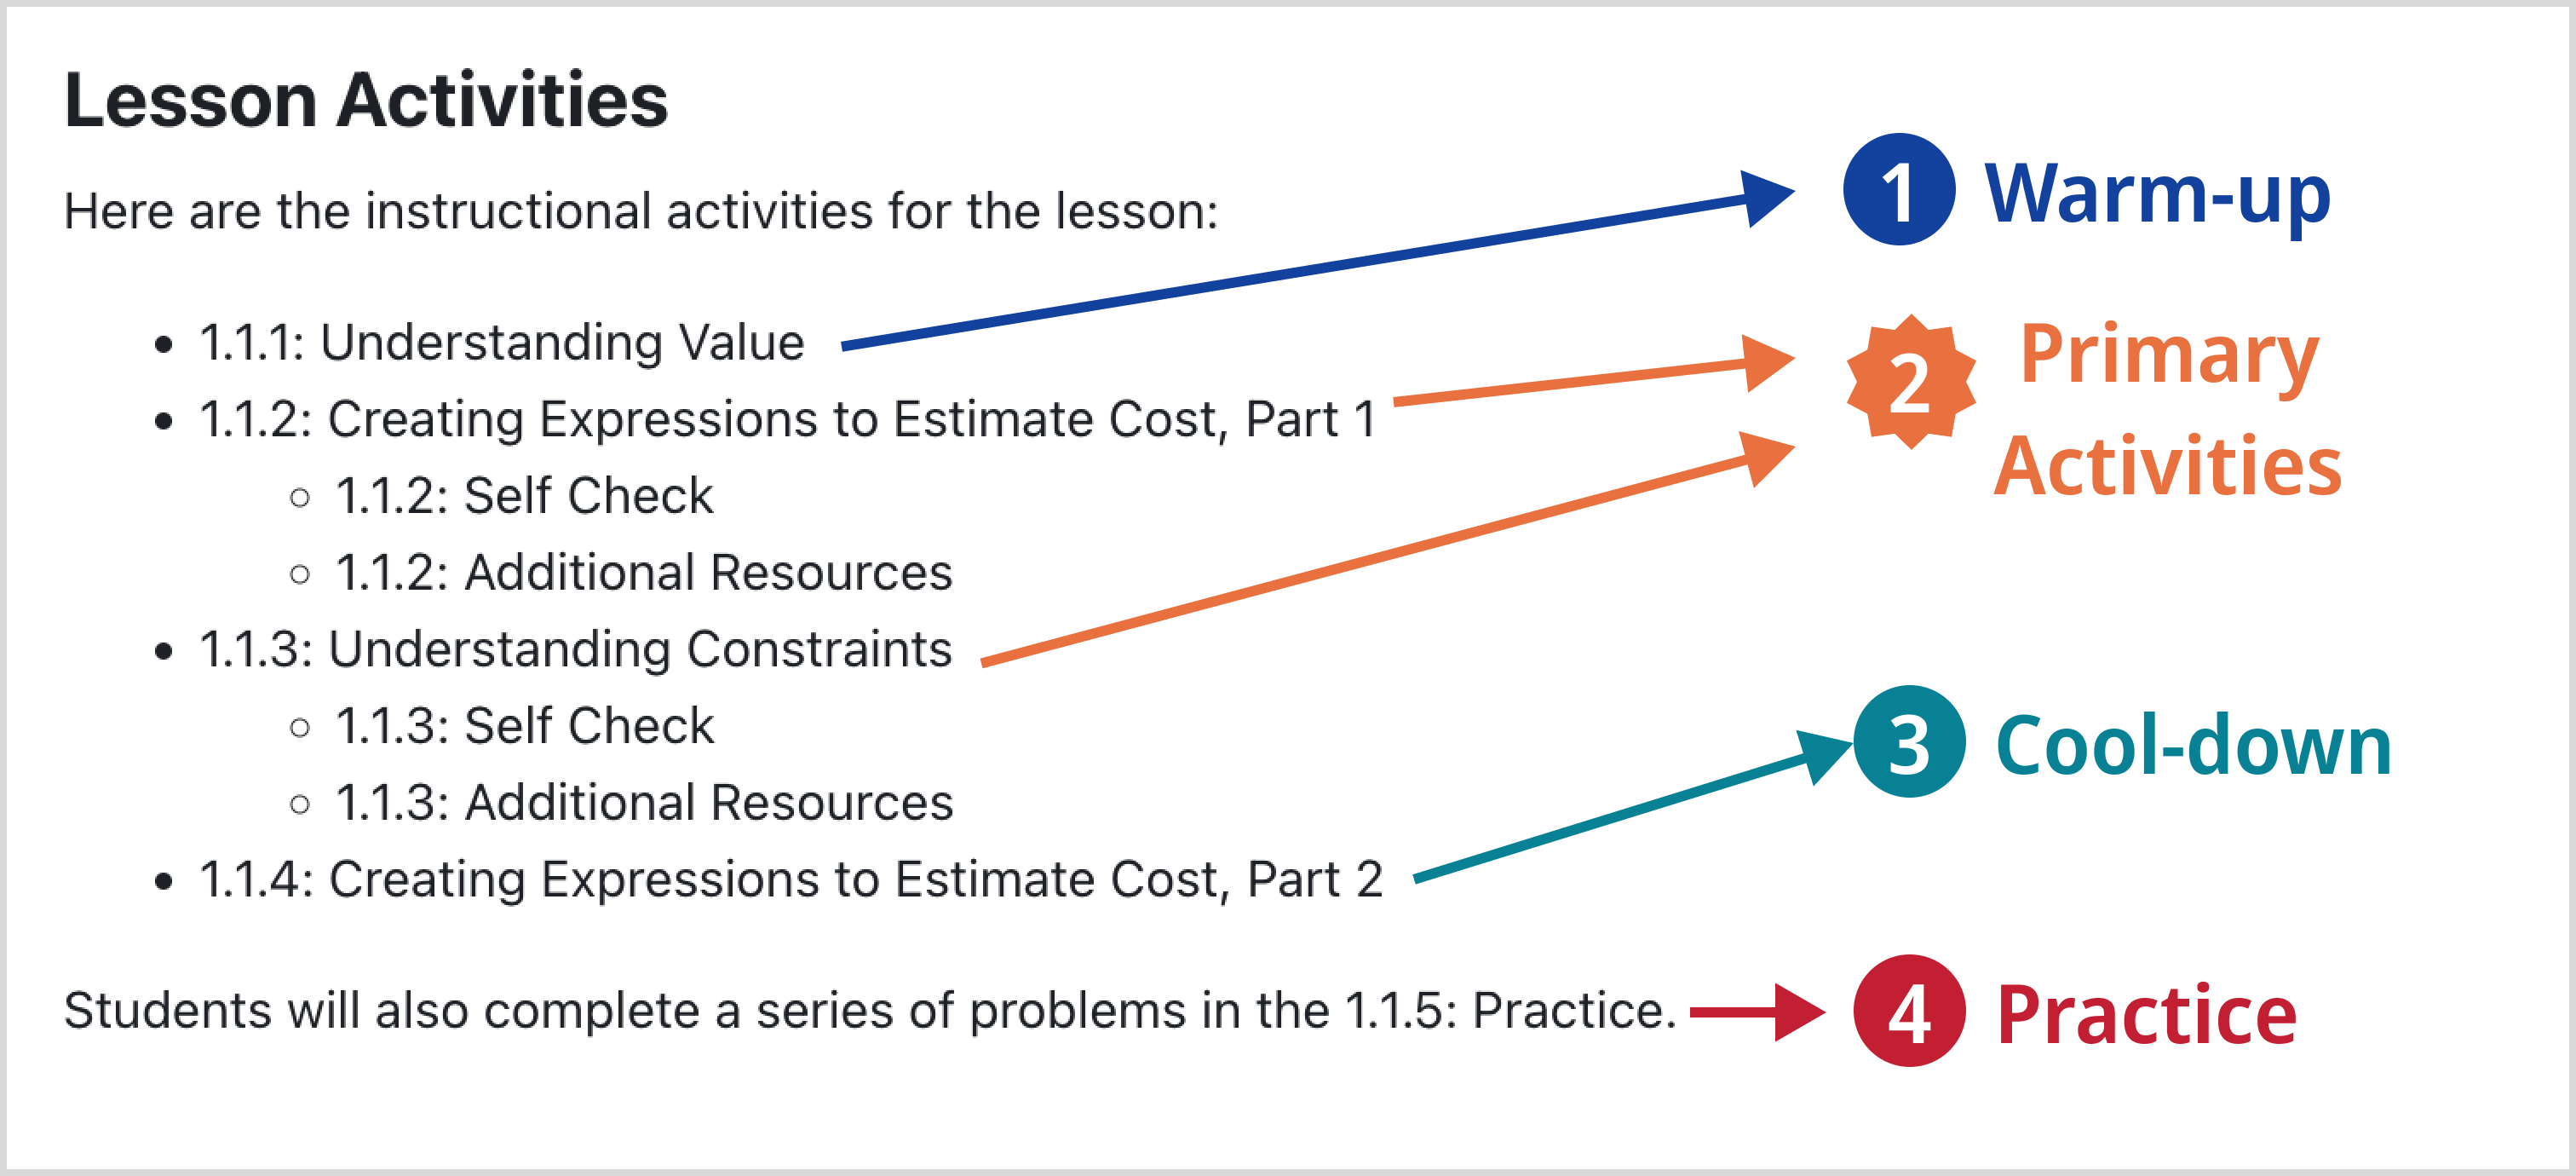 Lesson Activities
Here are the instructional activities for the lesson:
• 1.1.1: Understanding Value
• 1.1.2: Creating Expressions to Estimate Cost, Part 1
◦ 1.1.2: Self Check
◦ 1.1.2: Additional Resources
• 1.1.3: Understanding Constraints
◦ 1.1.3: Self Check
◦ 1.1.3: Additional Resources
• 1.1.4: Creating Expressions to Estimate Cost, Part 2
Students will also complete a series of problems in the 1.1.5: Practice.
1 Warm-up
2 Primary
Activities
3 Cool-down
4 Practice